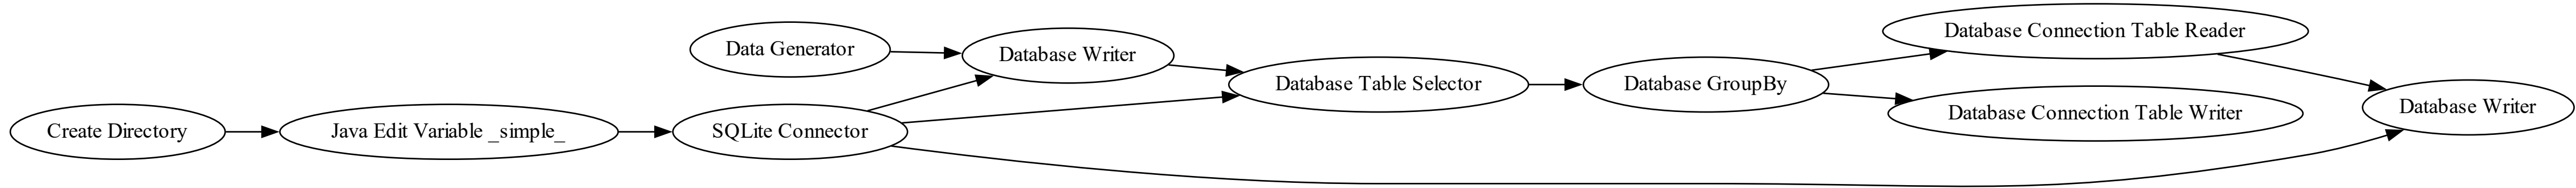 Create Directory
Java Edit Variable _simple_
SQLite Connector
Data Generator
Database Writer
Database Table Selector
Database GroupBy
Database Connection Table Reader
Database Connection Table Writer
Database Writer